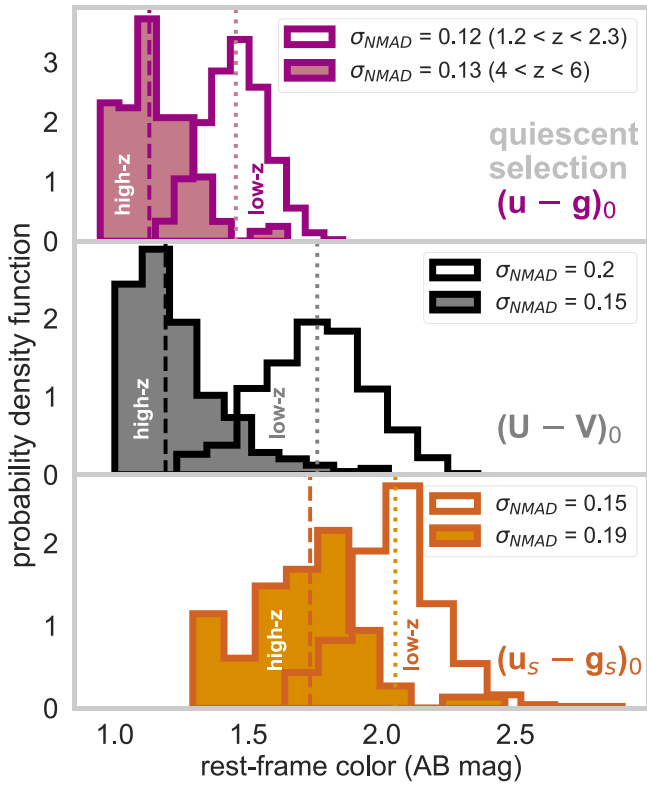 σNMAD = 0.12 (1.2 < z < 2.3)
σNMAD = 0.13 (4 < z < 6)
3
2
1
0
high-z
low-z
quiescent
selection
(u − g)0
σNMAD = 0.2
σNMAD = 0.15
2
1
0
high-z
low-z
(U − V)0
probability density function
σNMAD = 0.15
σNMAD = 0.19
2
1
0
high-z
low-z
(us − gs)0
1.0 1.5 2.0 2.5
rest-frame color (AB mag)